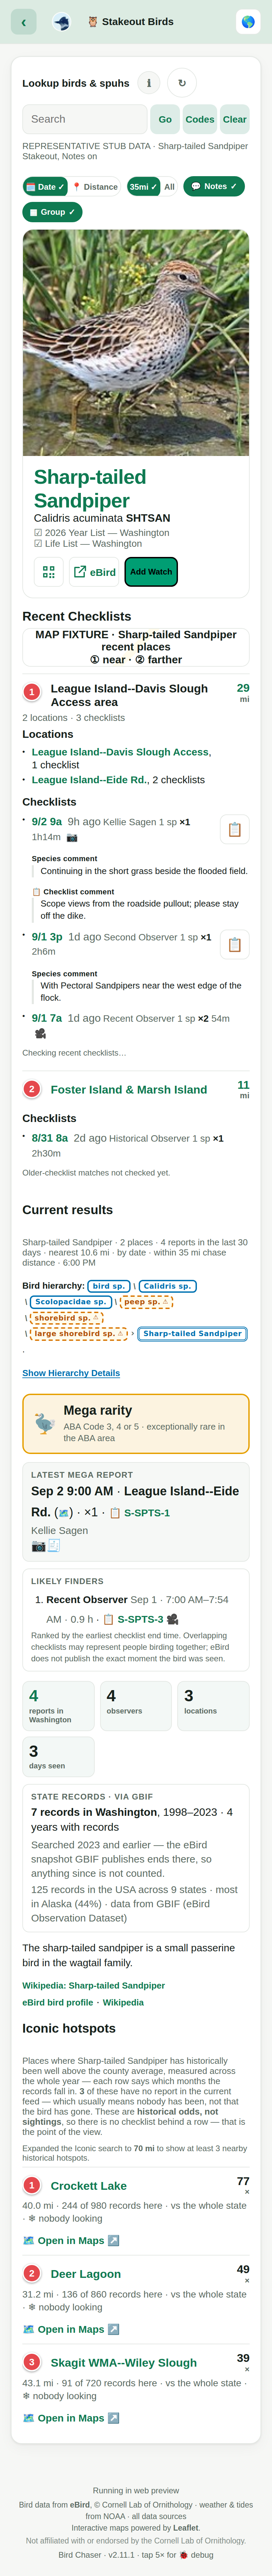 ‹ 🦉 Stakeout Birds 🌎
Lookup birds & spuhs ℹ ↻
Search Go Codes Clear
REPRESENTATIVE STUB DATA · Sharp-tailed Sandpiper
Stakeout, Notes on
🗓️ Date ✓ 📍 Distance 35mi ✓ All 💬 Notes ✓
▦ Group ✓
Sharp-tailed
Sandpiper
Calidris acuminata SHTSAN
☑ 2026 Year List — Washington
☑ Life List — Washington
eBird Add Watch
Recent Checklists
MAP FIXTURE · Sharp-tailed Sandpiper
recent places
① near · ② farther
1 League Island--Davis Slough 29
Access area mi
2 locations · 3 checklists
Locations
• League Island--Davis Slough Access,
1 checklist
• League Island--Eide Rd., 2 checklists
Checklists
• 9/2 9a 9h ago Kellie Sagen 1 sp ×1 📋
1h14m 📷
Species comment
Continuing in the short grass beside the flooded field.
📋 Checklist comment
Scope views from the roadside pullout; please stay
off the dike.
• 9/1 3p 1d ago Second Observer 1 sp ×1 📋
2h6m
Species comment
With Pectoral Sandpipers near the west edge of the
flock.
• 9/1 7a 1d ago Recent Observer 1 sp ×2 54m
🎥
Checking recent checklists…
2 Foster Island & Marsh Island 11
mi
Checklists
• 8/31 8a 2d ago Historical Observer 1 sp ×1
2h30m
Older-checklist matches not checked yet.
Current results
Sharp-tailed Sandpiper · 2 places · 4 reports in the last 30
days · nearest 10.6 mi · by date · within 35 mich chase
distance · 6:00 PM
Bird hierarchy: bird sp. \ Calidris sp.
\ Scolopacidae sp. \ peep sp. ⚠
\ shorebird sp. ⚠
\ large shorebird sp. ⚠ › Sharp-tailed Sandpiper
.
Show Hierarchy Details
Mega rarity
ABA Code 3, 4 or 5 · exceptionally rare in
the ABA area
LATEST MEGA REPORT
Sep 2 9:00 AM · League Island--Eide
Rd. (🗺️) · ×1 · 📋 S-SPTS-1
Kellie Sagen
📷🧾
LIKELY FINDERS
1. Recent Observer Sep 1 · 7:00 AM–7:54
AM · 0.9 h · 📋 S-SPTS-3 🎥
Ranked by the earliest checklist end time. Overlapping
checklists may represent people birding together; eBird
does not publish the exact moment the bird was seen.
4
reports in
Washington
4
observers
3
locations
3
days seen
STATE RECORDS · VIA GBIF
7 records in Washington, 1998–2023 · 4
years with records
Searched 2023 and earlier — the eBird
snapshot GBIF publishes ends there, so
anything since is not counted.
125 records in the USA across 9 states · most
in Alaska (44%) · data from GBIF (eBird
Observation Dataset)
The sharp-tailed sandpiper is a small passerine
bird in the wagtail family.
Wikipedia: Sharp-tailed Sandpiper
eBird bird profile · Wikipedia
Iconic hotspots
Places where Sharp-tailed Sandpiper has historically
been well above the county average, measured across
the whole year — each row says which months the
records fall in. 3 of these have no report in the current
feed — which usually means nobody has been, not that
the bird has gone. These are historical odds, not
sightings, so there is no checklist behind a row — that is
the point of the view.
Expanded the Iconic search to 70 mi to show at least 3 nearby
historical hotspots.
1 Crockett Lake 77
×
40.0 mi · 244 of 980 records here · vs the whole state
· ❄ nobody looking
🗺️ Open in Maps ↗️
2 Deer Lagoon 49
×
31.2 mi · 136 of 860 records here · vs the whole state
· ❄ nobody looking
🗺️ Open in Maps ↗️
3 Skagit WMA--Wiley Slough 39
×
43.1 mi · 91 of 720 records here · vs the whole state ·
❄ nobody looking
🗺️ Open in Maps ↗️
Running in web preview
Bird data from eBird, © Cornell Lab of Ornithology · weather & tides
from NOAA · all data sources
Interactive maps powered by Leaflet.
Not affiliated with or endorsed by the Cornell Lab of Ornithology.
Bird Chaser · v2.11.1 · tap 5× for 🐞 debug